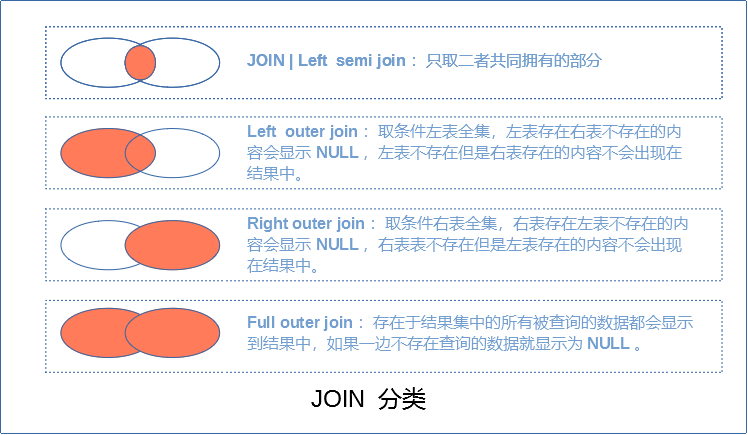 JOIN | Left semi join： 只取二者共同拥有的部分
Left outer join： 取条件左表全集，左表存在右表不存在的内
容会显示 NULL ，左表不存在但是右表存在的内容不会出现在
结果中。
Right outer join： 取条件右表全集，右表存在左表不存在的内
容会显示 NULL ，右表表不存在但是左表存在的内容不会出现
在结果中。
Full outer join： 存在于结果集中的所有被查询的数据都会显示
到结果中，如果一边不存在查询的数据就显示为 NULL 。
JOIN 分类